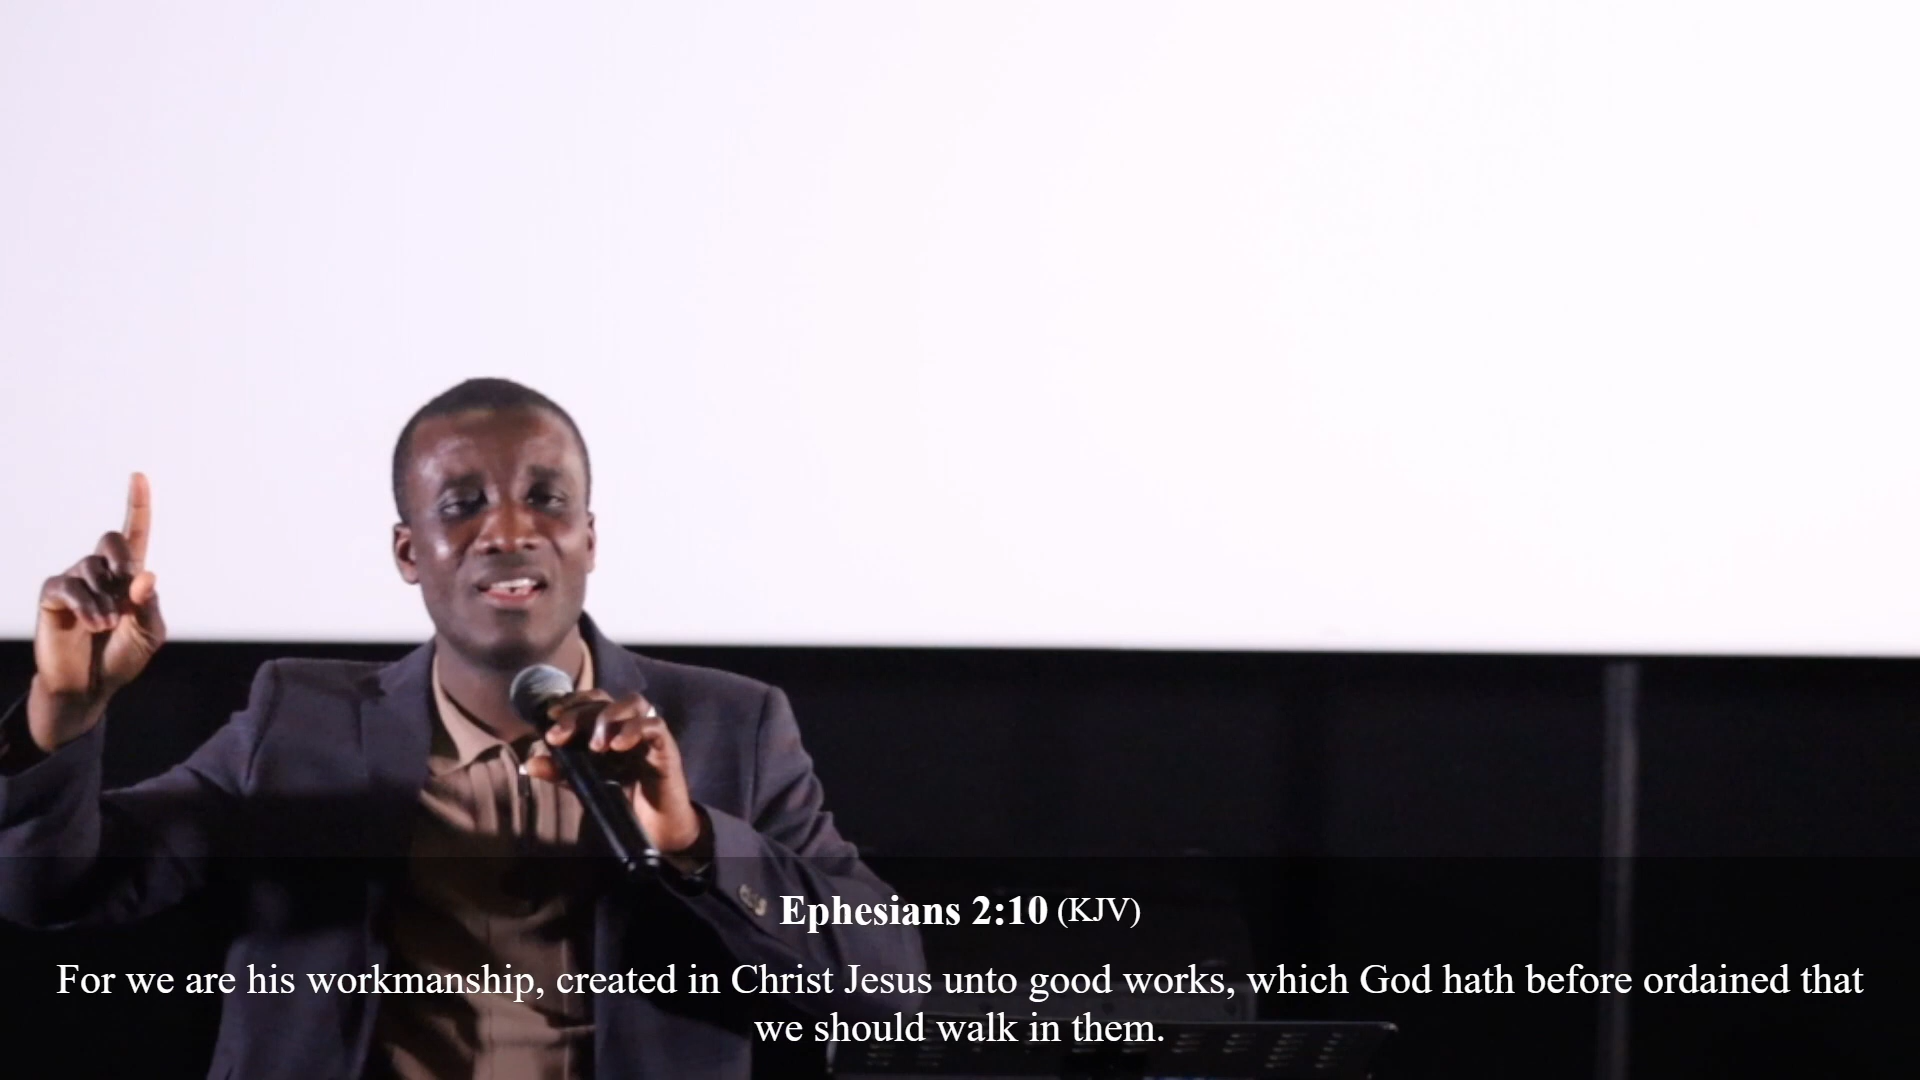 Ephesians 2:10 (KJV)
For we are his workmanship, created in Christ Jesus unto good works, which God hath before ordained that
we should walk in them.